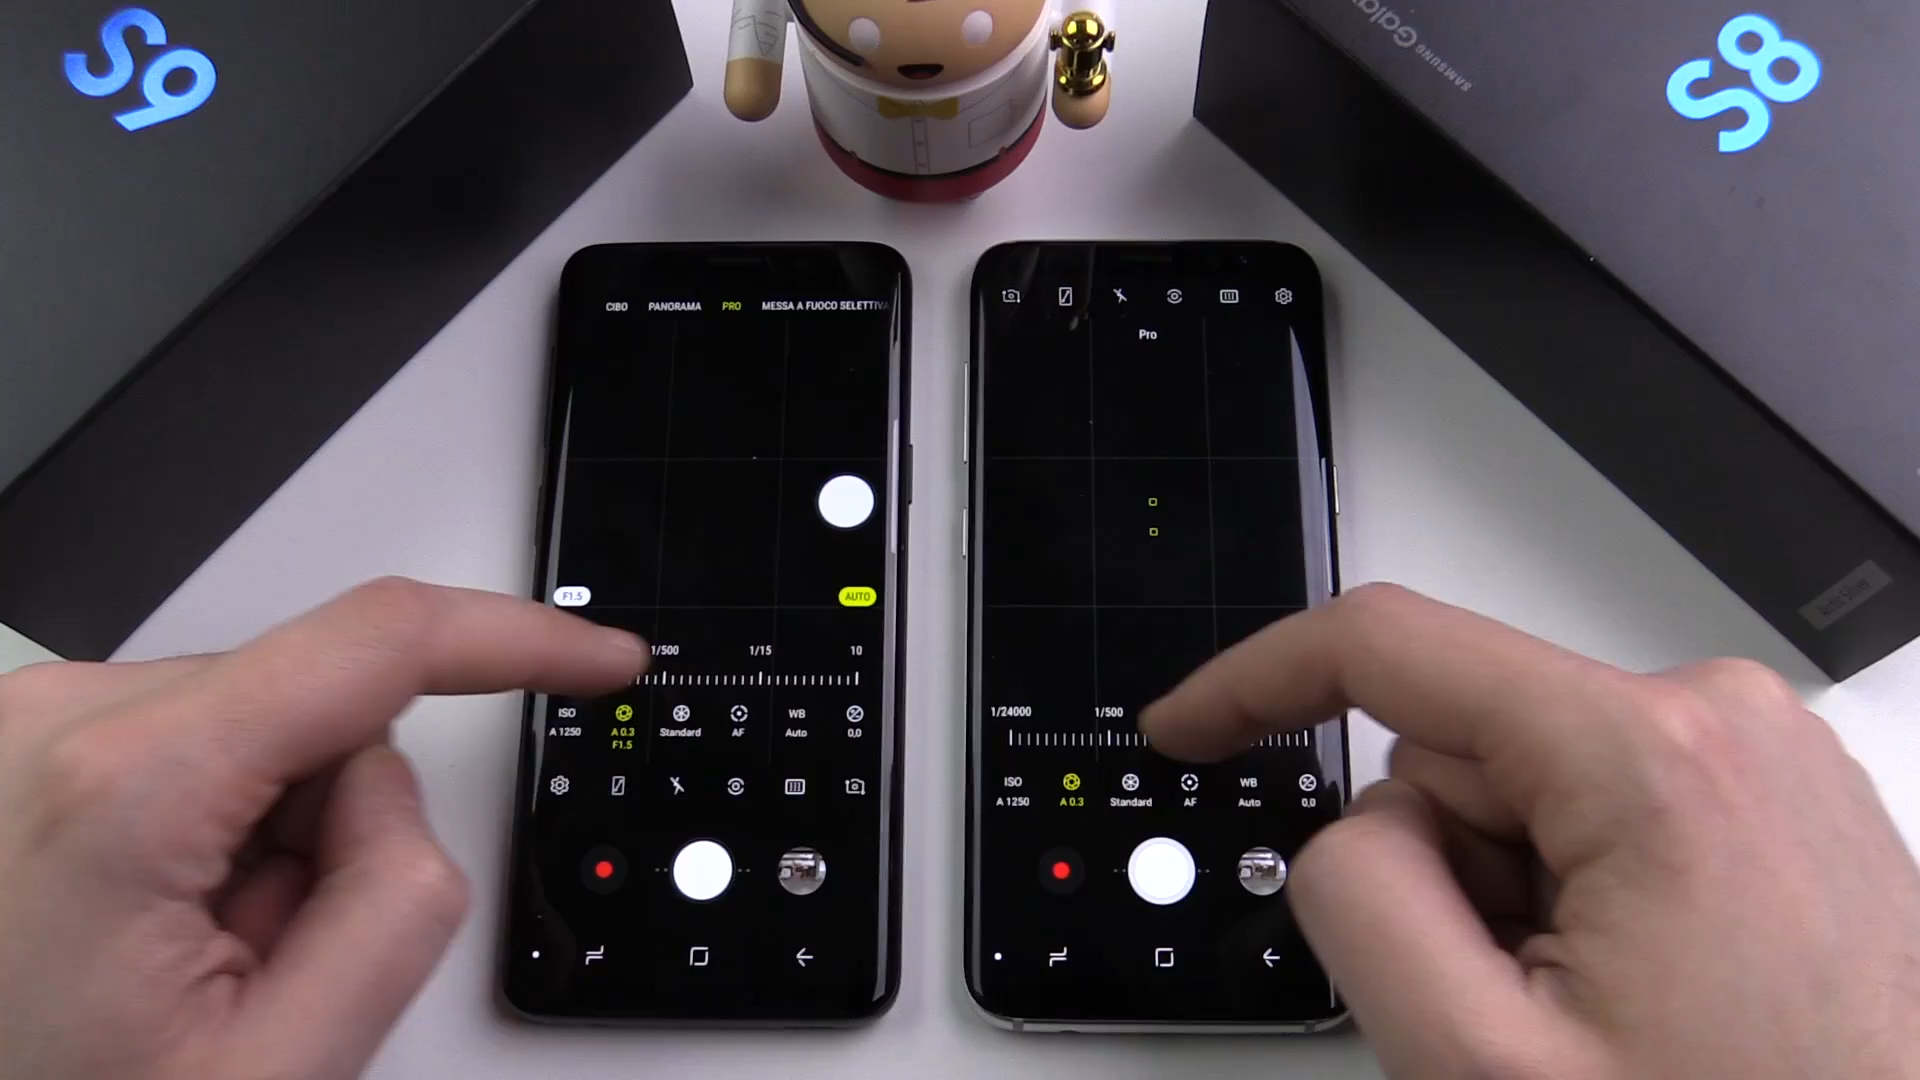 S9
SAMSUNG Galaxy
S8
Arctic Silver
CIBO PANORAMA PRO MESSA A FUOCO SELETTIVA
F1.5 AUTO
1/500 1/15 10
ISO WB
A 1250 A 0.3 Standard AF Auto 0,0
F1.5
Pro
1/24000 1/500
ISO WB
A 1250 A 0.3 Standard AF Auto 0,0